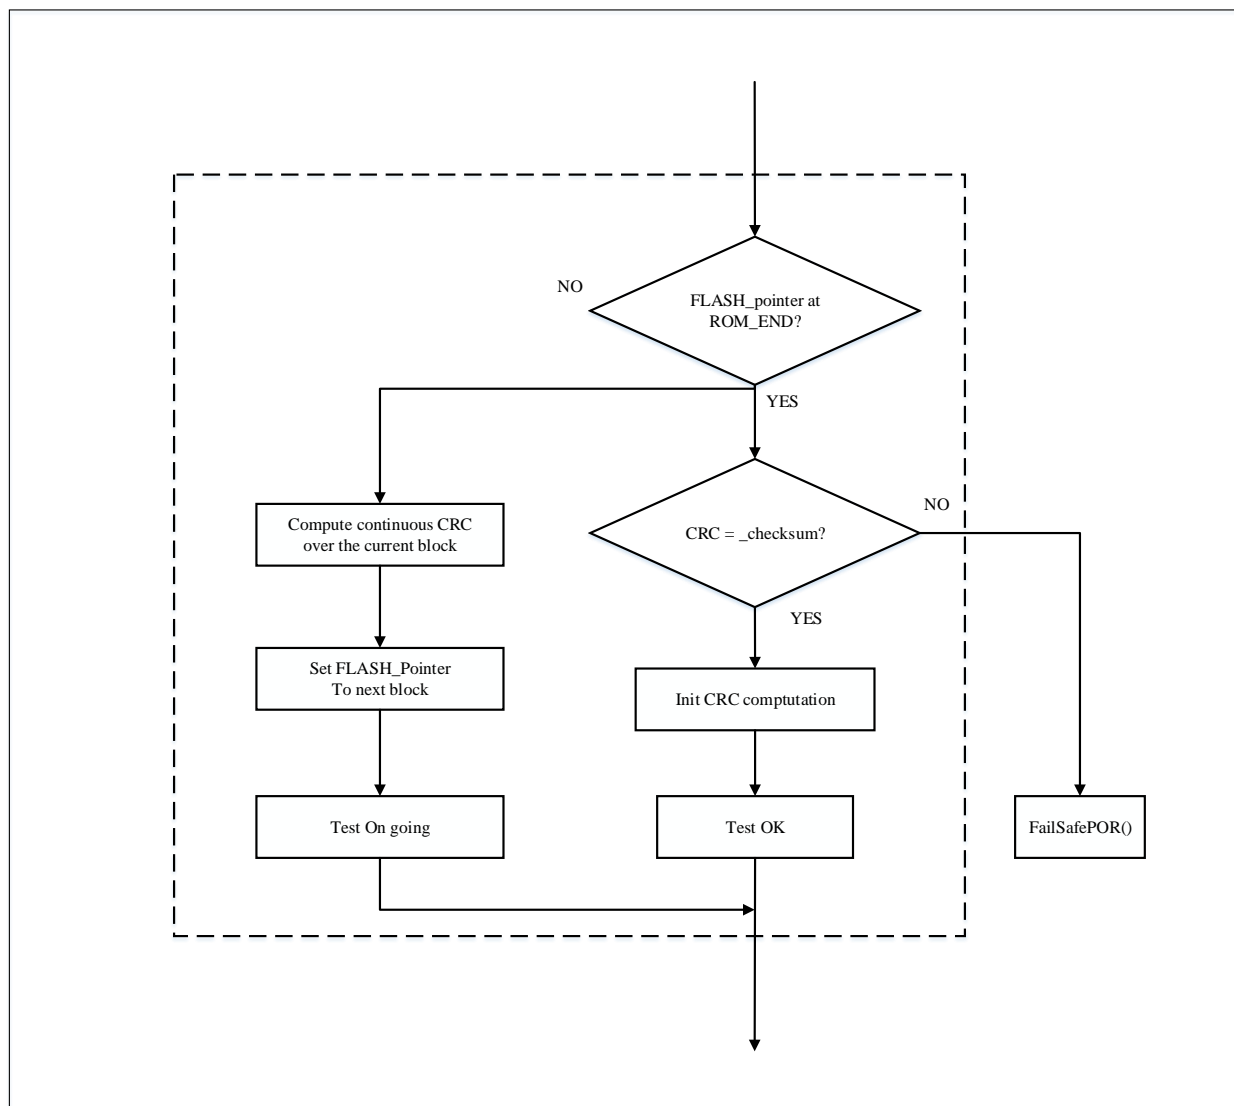 NO
FLASH_pointer at
ROM_END?
YES
Compute continuous CRC
over the current block
CRC = _checksum?
NO
YES
Set FLASH_Pointer
To next block
Init CRC comptutation
Test On going
Test OK
FailSafePOR()